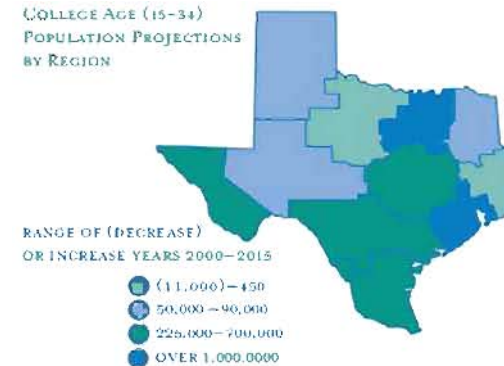 COLLEGE AGE (15-34)
POPULATION PROJECTIONS
BY REGION
RANGE OF (DECREASE)
OR INCREASE YEARS 2000-2015
(11,000)-450
50,000-90,000
225,000-700,000
OVER 1,000,0000